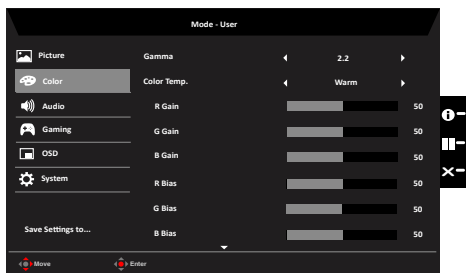 Mode - User
Picture
Gamma 2.2
Color
Color Temp. Warm
Audio
R Gain 50
Gaming
G Gain 50
OSD
B Gain 50
System
R Bias 50
G Bias 50
Save Settings to...
B Bias 50
Move Enter